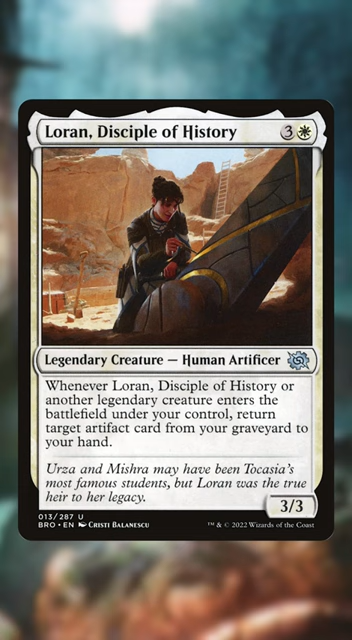 Loran, Disciple of History 3
Legendary Creature — Human Artificer
Whenever Loran, Disciple of History or
another legendary creature enters the
battlefield under your control, return
target artifact card from your graveyard to
your hand.
Urza and Mishra may have been Tocasia's
most famous students, but Loran was the true
heir to her legacy.
3/3
013/287 U
BRO • EN Cristi Balanescu ™ & © 2022 Wizards of the Coast